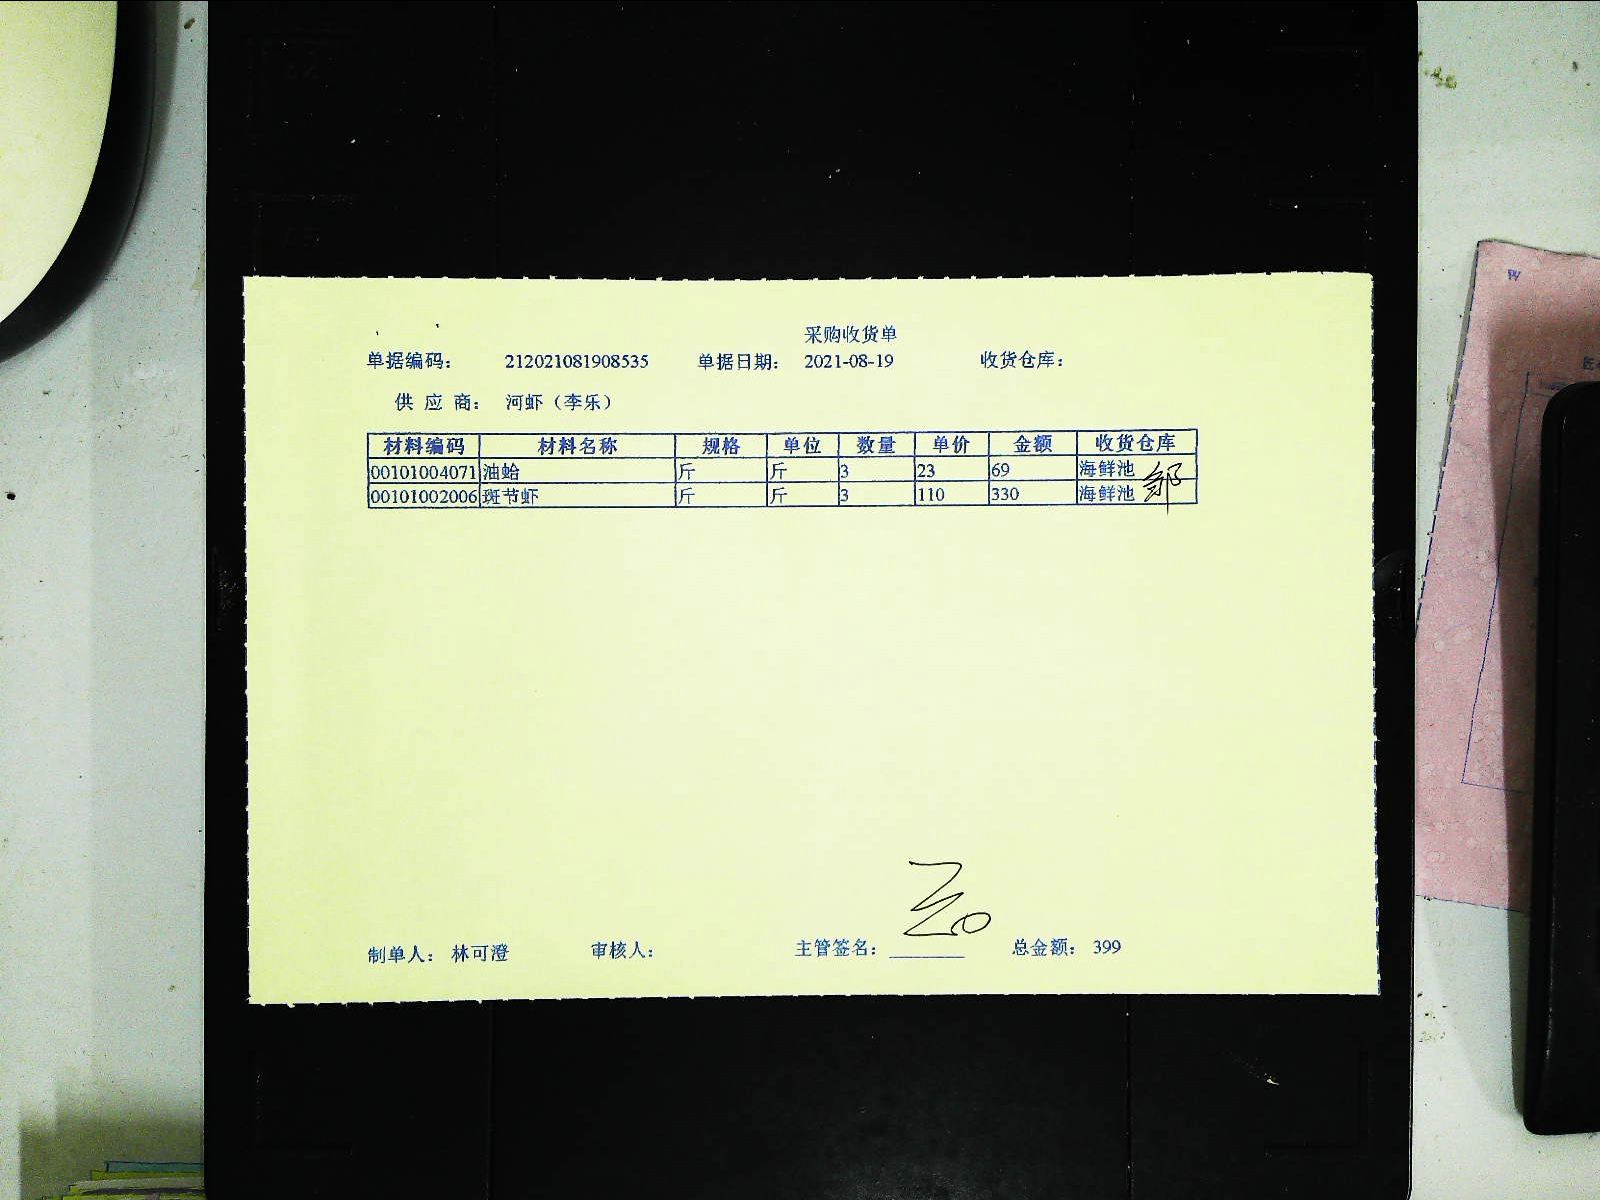 采购收货单
单据编码： 212021081908535 单据日期： 2021-08-19 收货仓库：
供 应 商： 河虾（李乐）
材料编码 材料名称 规格 单位 数量 单价 金额 收货仓库
00101004071 油蛤 斤 斤 3 23 69 海鲜池
00101002006 斑节虾 斤 斤 3 110 330 海鲜池
制单人： 林可澄 审核人： 主管签名： 总金额： 399